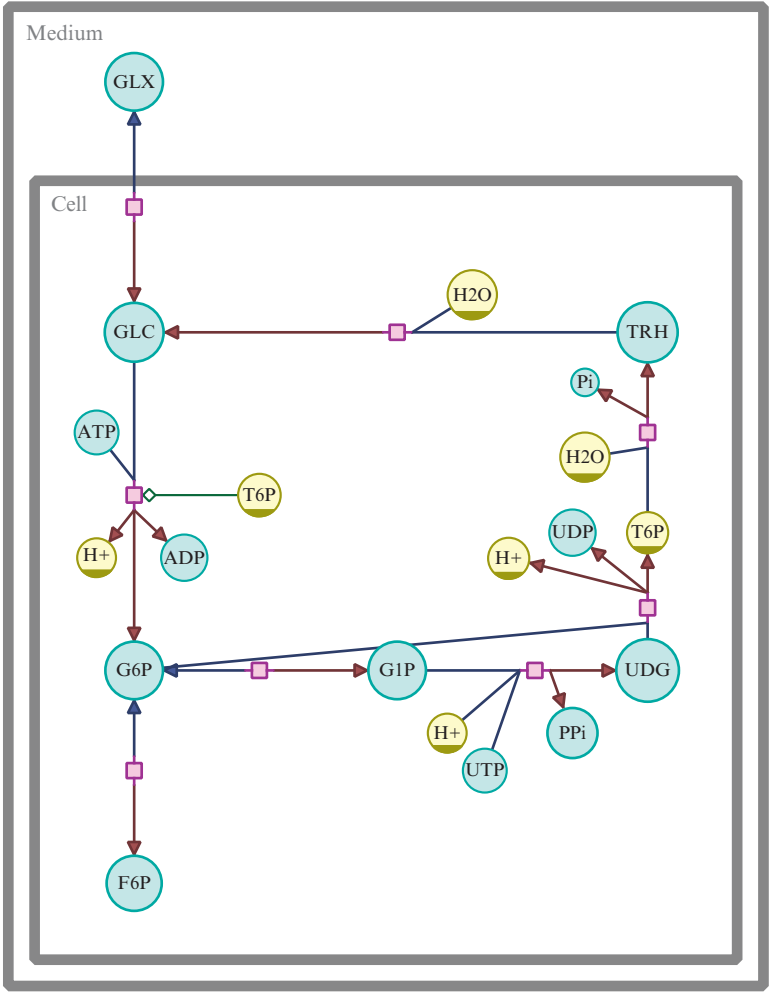 Medium
GLX
Cell
H2O
GLC
TRH
Pi
ATP
H2O
T6P
H+
ADP
H+
UDP
T6P
G6P
G1P
UDG
H+
UTP
PPi
F6P